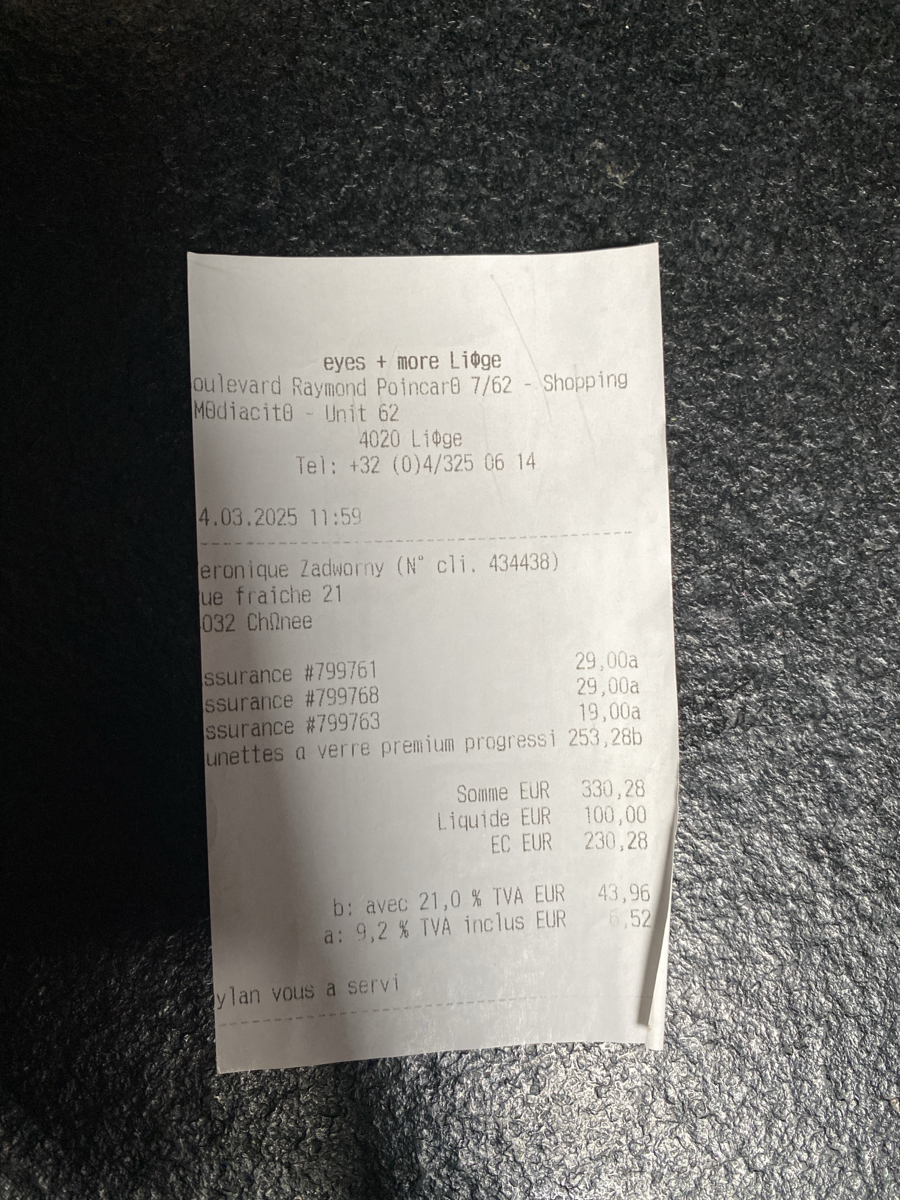 eyes + more LiΦge
oulevard Raymond Poincar0 7/62 - Shopping
M0diacit0 - Unit 62
4020 LiΦge
Tel: +32 (0)4/325 06 14
4.03.2025 11:59
eronique Zadworny (N° cli. 434438)
ue fraiche 21
032 ChΩnee
ssurance #799761 29,00a
ssurance #799768 29,00a
ssurance #799763 19,00a
unettes a verre premium progressi 253,28b
Somme EUR 330,28
Liquide EUR 100,00
EC EUR 230,28
b: avec 21,0 % TVA EUR 43,96
a: 9,2 % TVA inclus EUR 6,52
ylan vous a servi